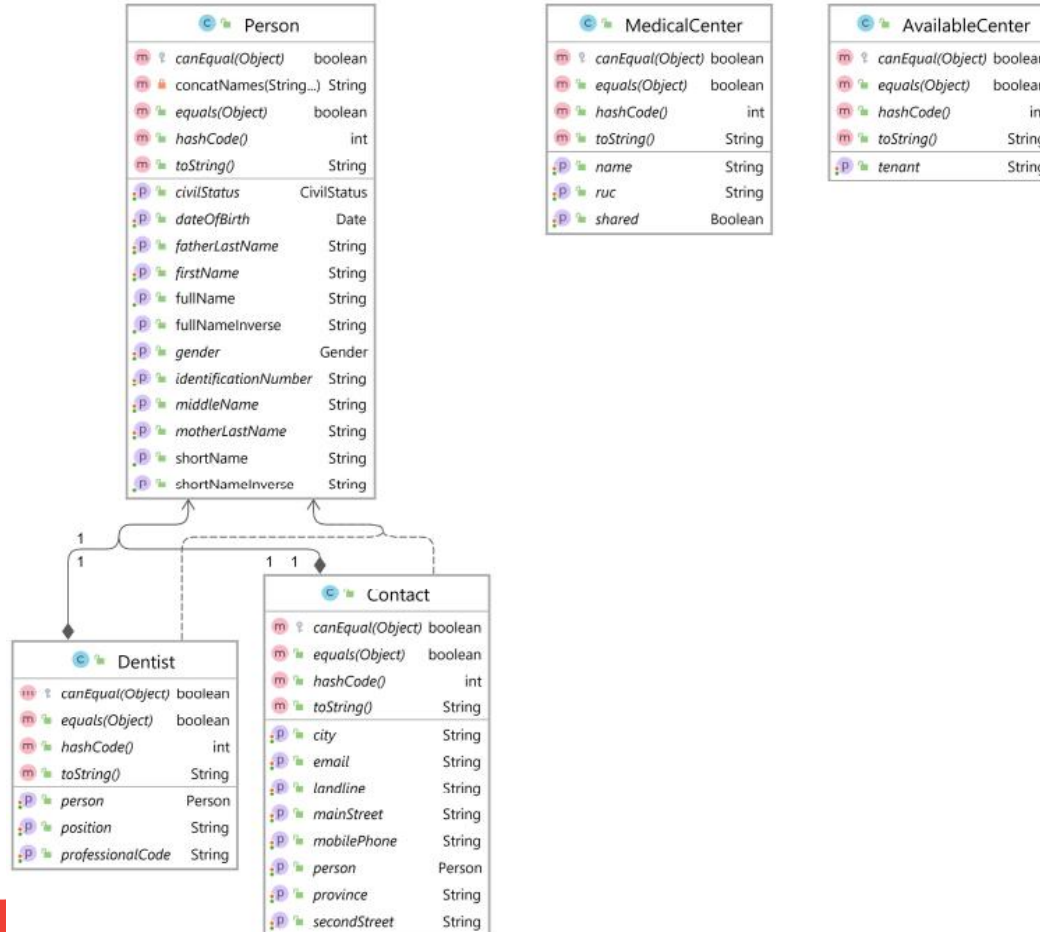 Person
canEqual(Object) boolean
concatNames(String...) String
equals(Object) boolean
hashCode() int
toString() String
civilStatus CivilStatus
dateOfBirth Date
fatherLastName String
firstName String
fullName String
fullNameInverse String
gender Gender
identificationNumber String
middleName String
motherLastName String
shortName String
shortNameInverse String
MedicalCenter
canEqual(Object) boolean
equals(Object) boolean
hashCode() int
toString() String
name String
ruc String
shared Boolean
AvailableCenter
canEqual(Object)
equals(Object)
hashCode()
toString()
tenant
1
1
1 1
Dentist
canEqual(Object) boolean
equals(Object) boolean
hashCode() int
toString() String
person Person
position String
professionalCode String
Contact
canEqual(Object) boolean
equals(Object) boolean
hashCode() int
toString() String
city String
email String
landline String
mainStreet String
mobilePhone String
person Person
province String
secondStreet String